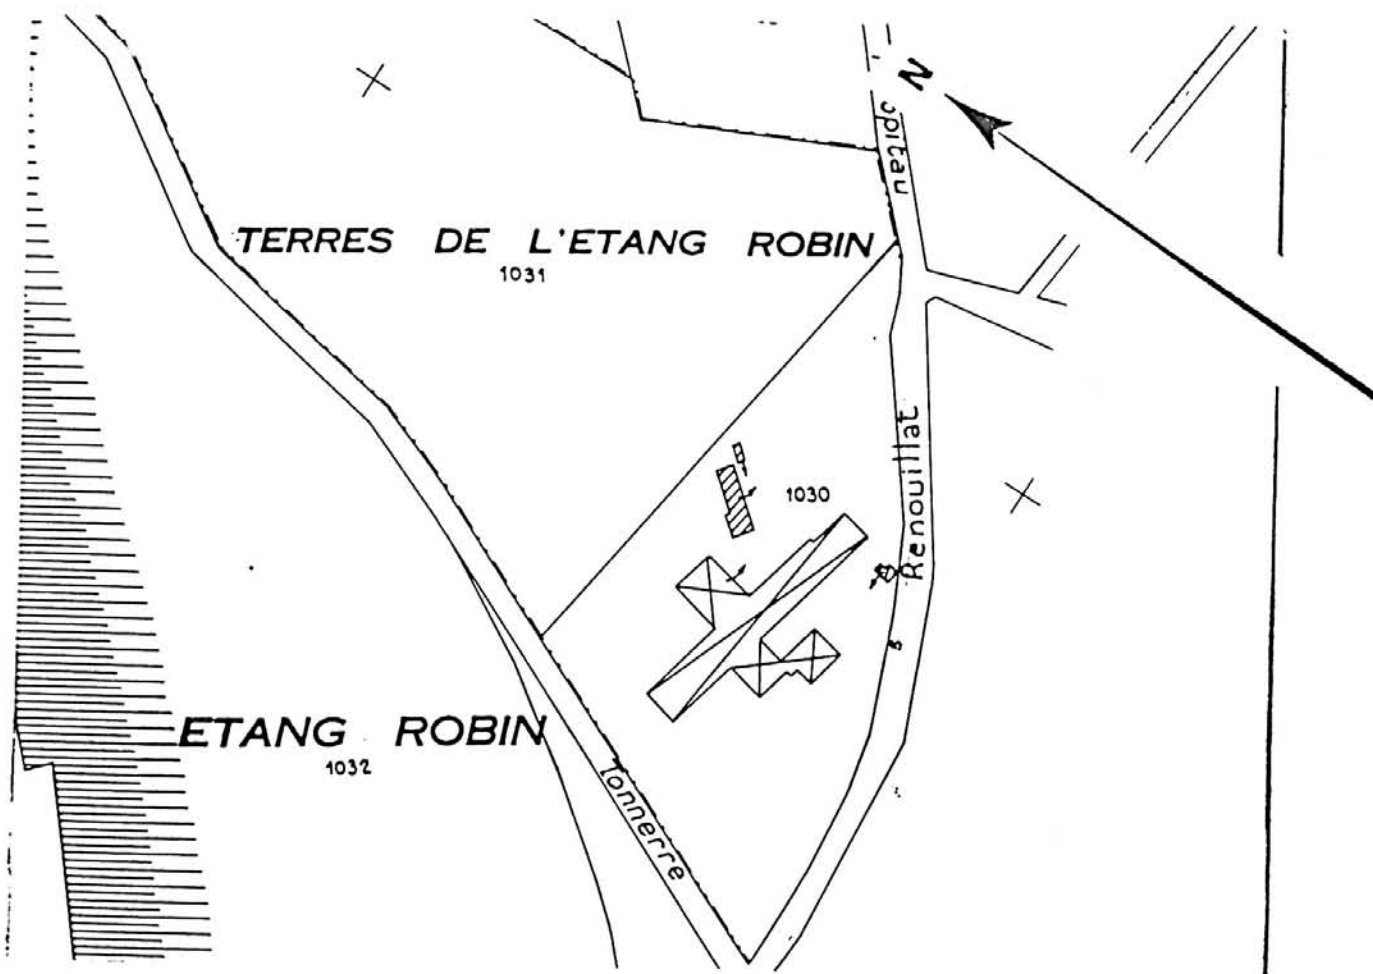 N
opitau
TERRES DE L'ETANG ROBIN
1031
Renouillat
1030
ETANG ROBIN
1032
Tonnerre